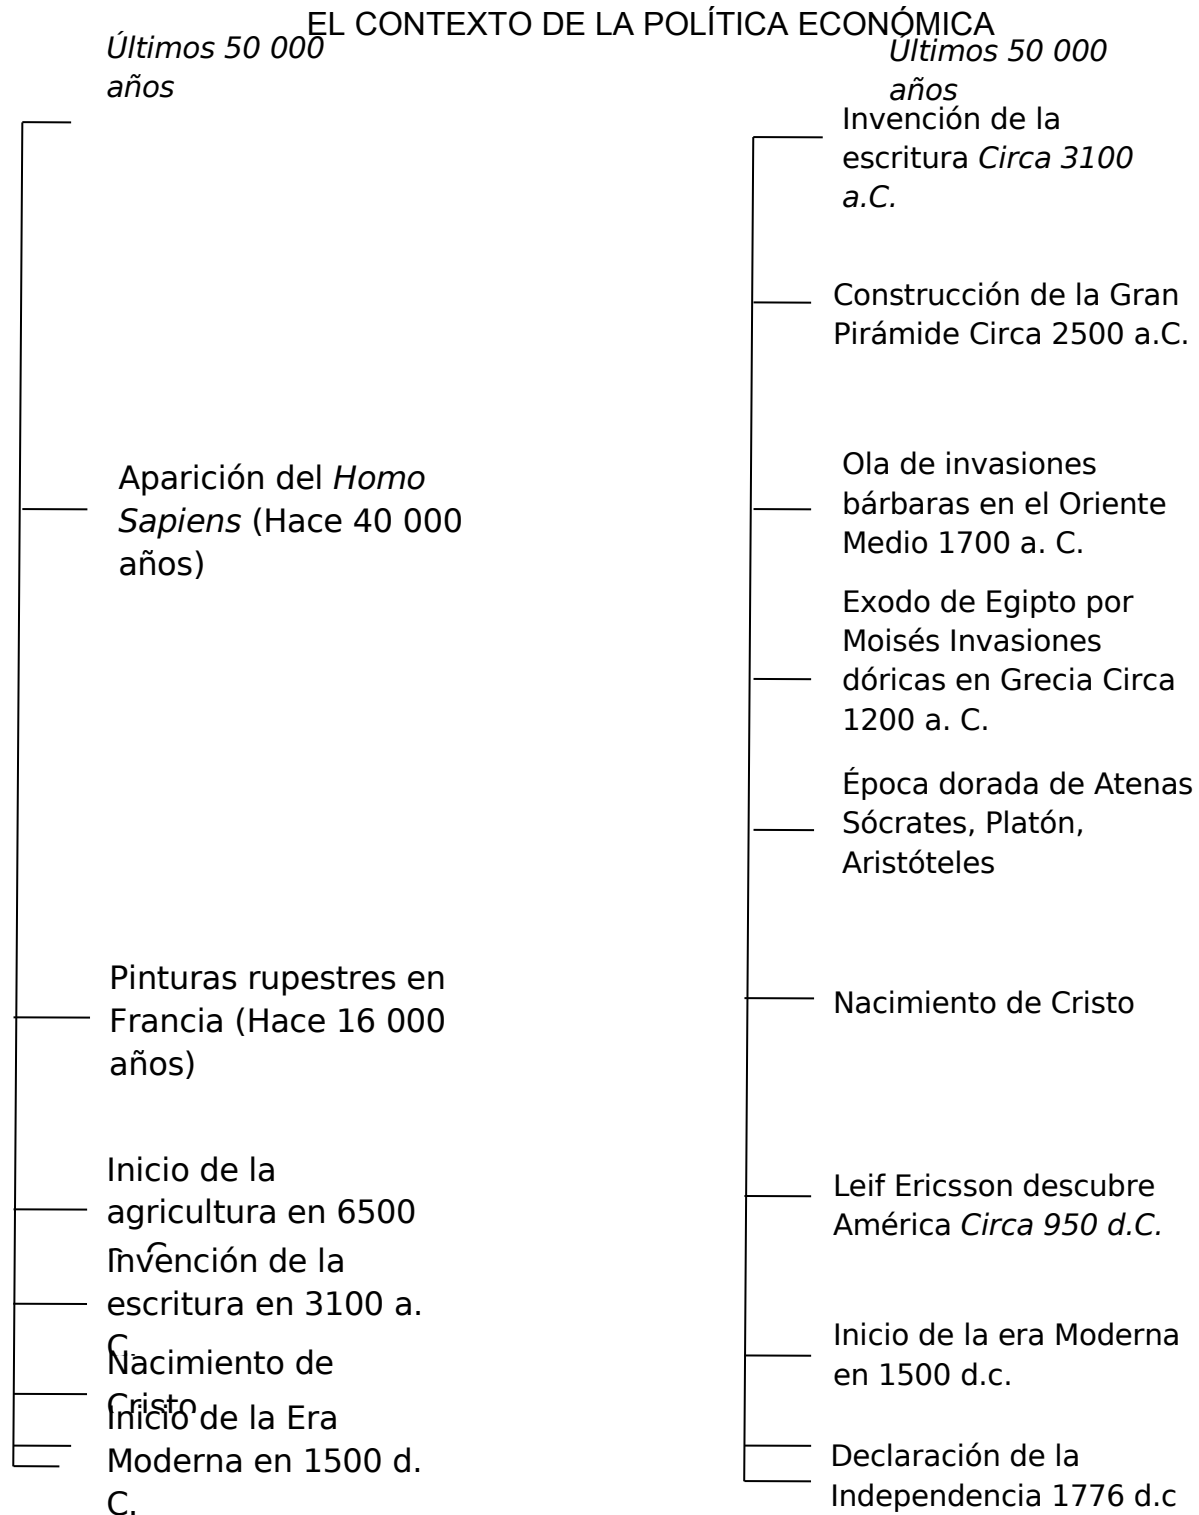 EL CONTEXTO DE LA POLÍTICA ECONÓMICA
Últimos 50 000
años
Aparición del Homo
Sapiens (Hace 40 000
años)
Pinturas rupestres en
Francia (Hace 16 000
años)
Inicio de la
agricultura en 6500
Invención de la
escritura en 3100 a.
C.
Nacimiento de
Cristo
Inicio de la Era
Moderna en 1500 d.
C.
Últimos 50 000
años
Invención de la
escritura Circa 3100
a.C.
Construcción de la Gran
Pirámide Circa 2500 a.C.
Ola de invasiones
bárbaras en el Oriente
Medio 1700 a. C.
Exodo de Egipto por
Moisés Invasiones
dóricas en Grecia Circa
1200 a. C.
Época dorada de Atenas
Sócrates, Platón,
Aristóteles
Nacimiento de Cristo
Leif Ericsson descubre
América Circa 950 d.C.
Inicio de la era Moderna
en 1500 d.c.
Declaración de la
Independencia 1776 d.c